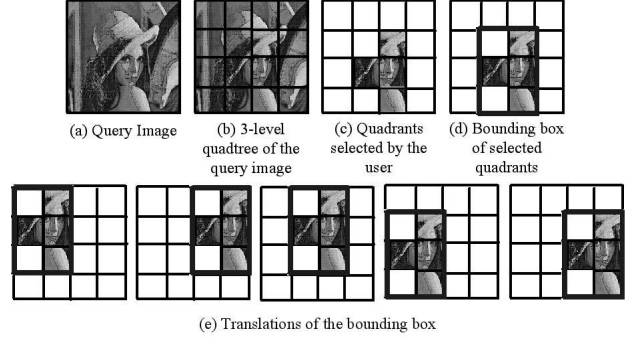 (a) Query Image
(b) 3-level
quadtree of the
query image
(c) Quadrants
selected by the
user
(d) Bounding box
of selected
quadrants
(e) Translations of the bounding box